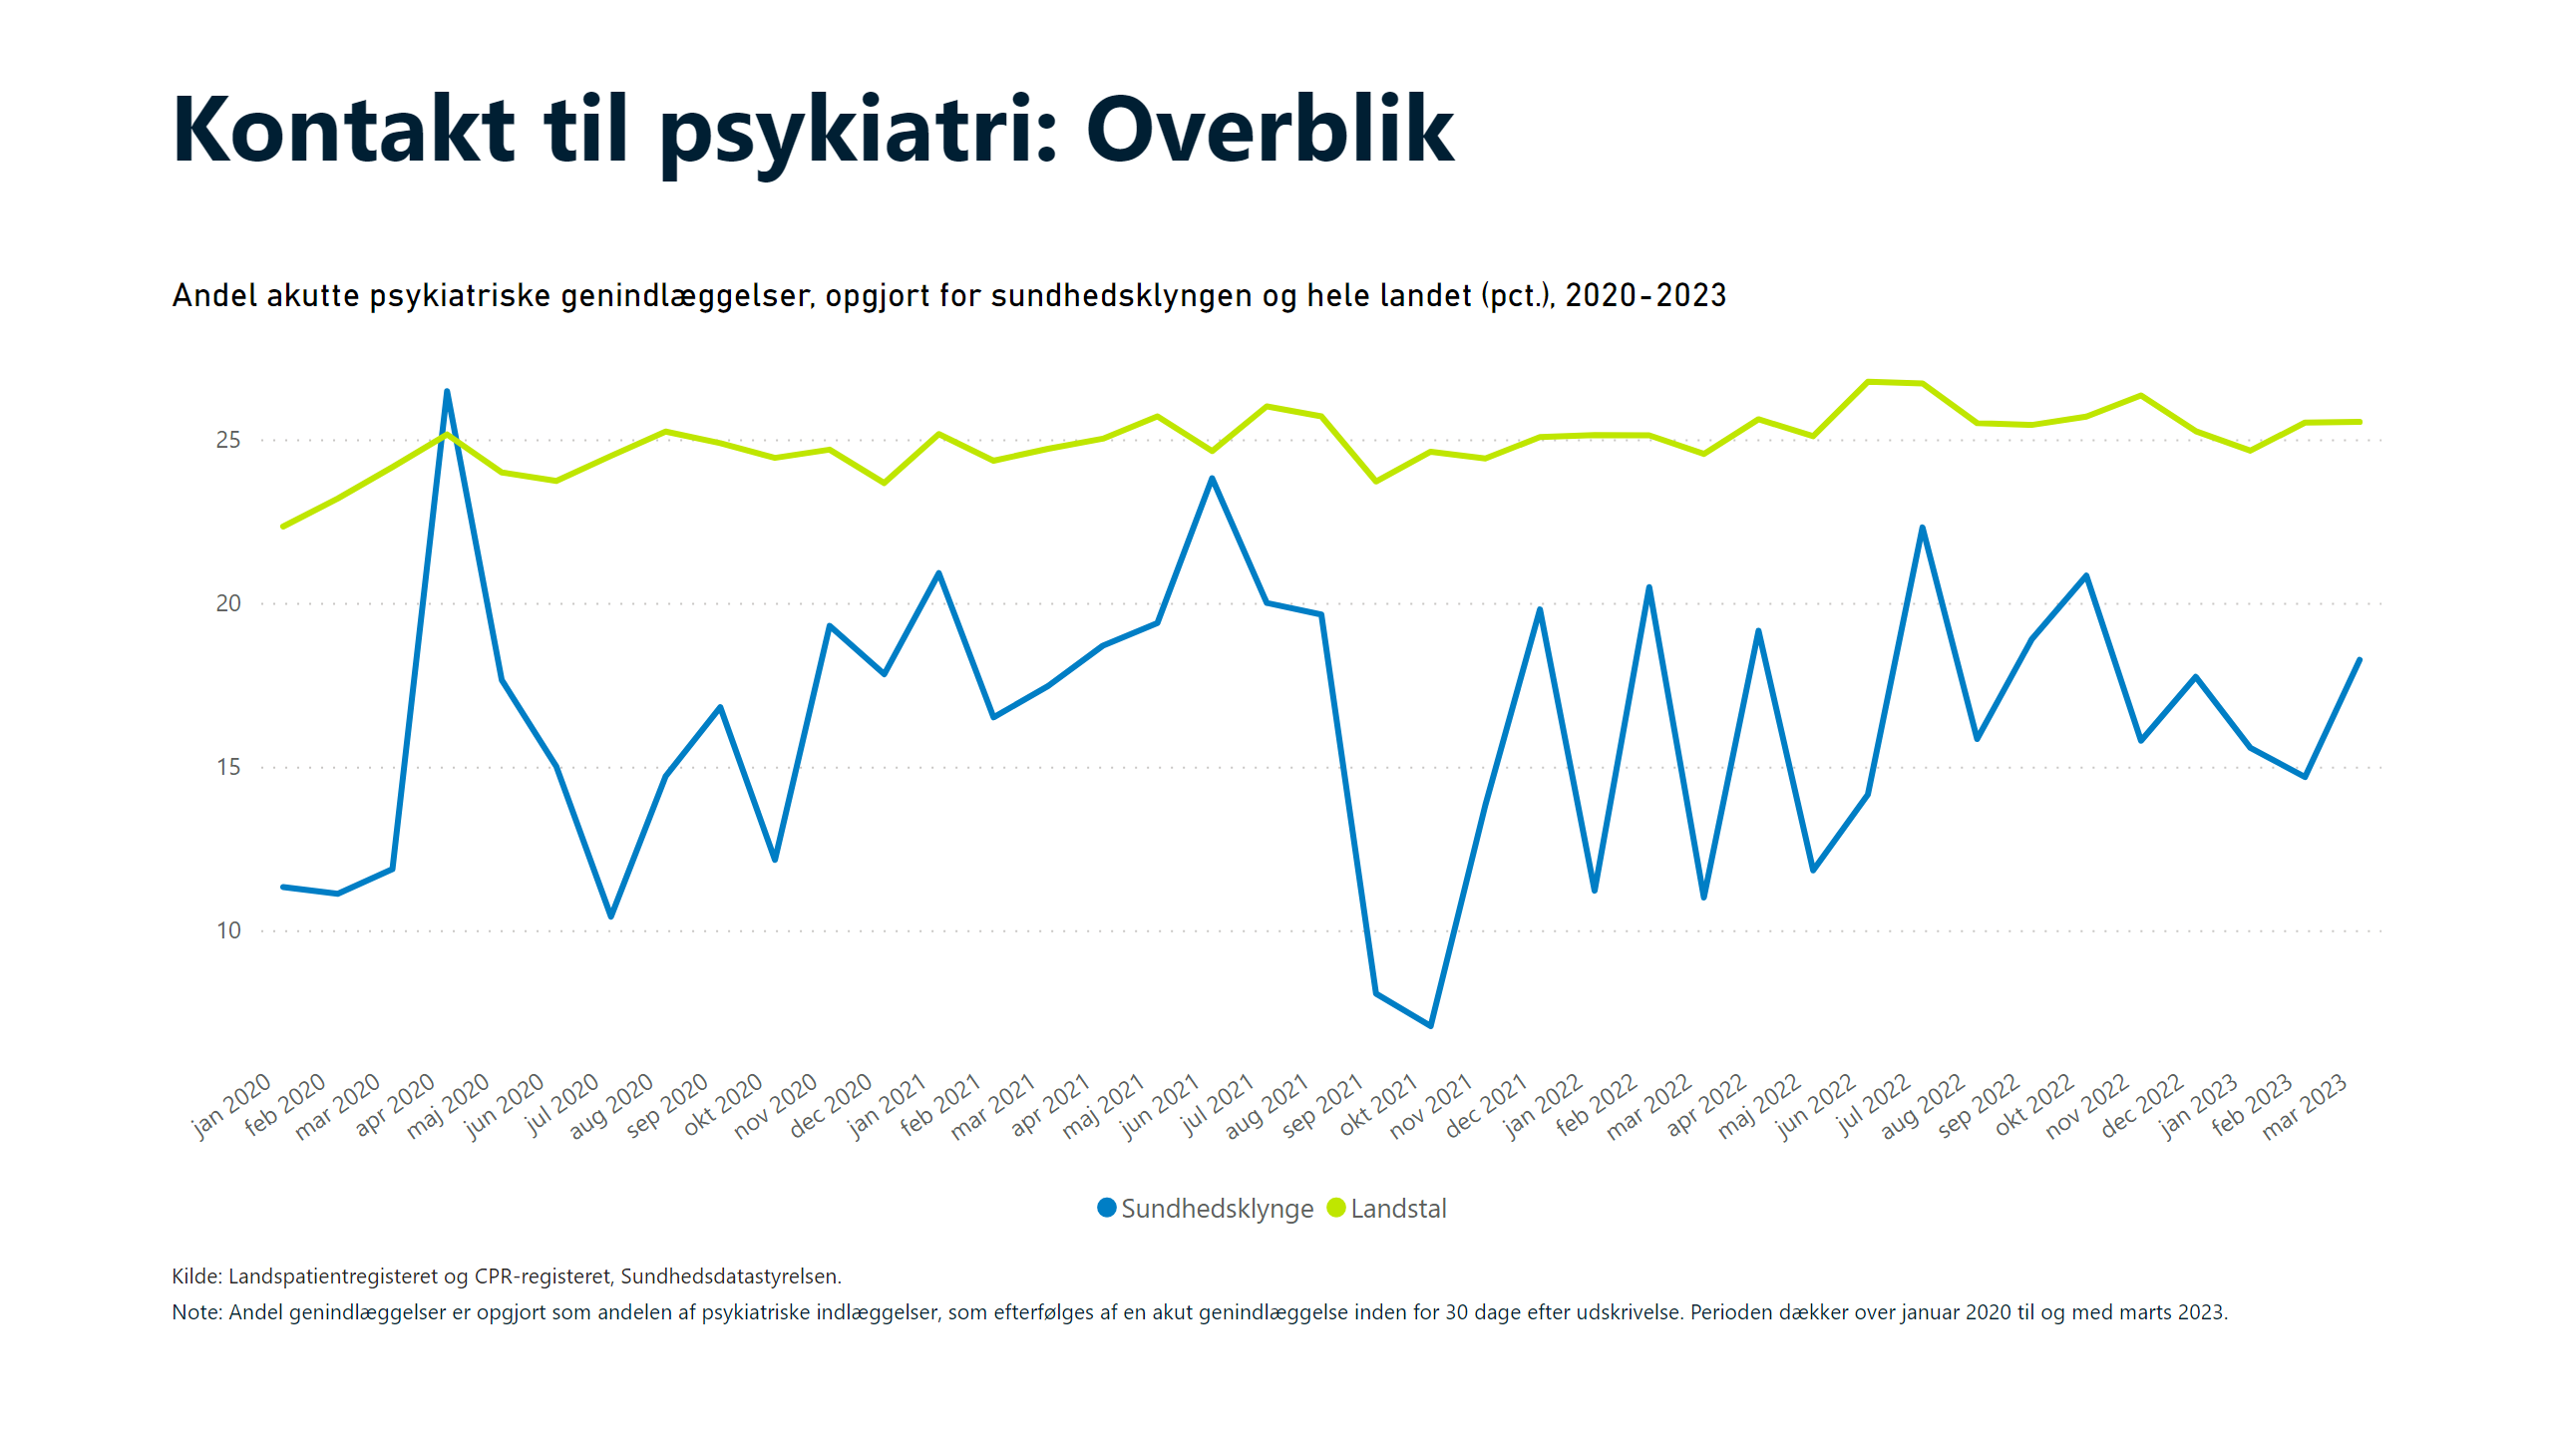 Kontakt til psykiatri: Overblik
Andel akutte psykiatriske genindlæggelser, opgjort for sundhedsklyngen og hele landet (pct.), 2020-2023
25
20
15
10
jan 2020
feb 2020
mar 2020
apr 2020
maj 2020
jun 2020
jul 2020
aug 2020
sep 2020
okt 2020
nov 2020
dec 2020
jan 2021
feb 2021
mar 2021
apr 2021
maj 2021
jun 2021
jul 2021
aug 2021
sep 2021
okt 2021
nov 2021
dec 2021
jan 2022
feb 2022
mar 2022
apr 2022
maj 2022
jun 2022
jul 2022
aug 2022
sep 2022
okt 2022
nov 2022
dec 2022
jan 2023
feb 2023
mar 2023
Sundhedsklynge Landstal
Kilde: Landspatientregisteret og CPR-registeret, Sundhedsdatastyrelsen.
Note: Andel genindlæggelser er opgjort som andelen af psykiatriske indlæggelser, som efterfølges af en akut genindlæggelse inden for 30 dage efter udskrivelse. Perioden dækker over januar 2020 til og med marts 2023.